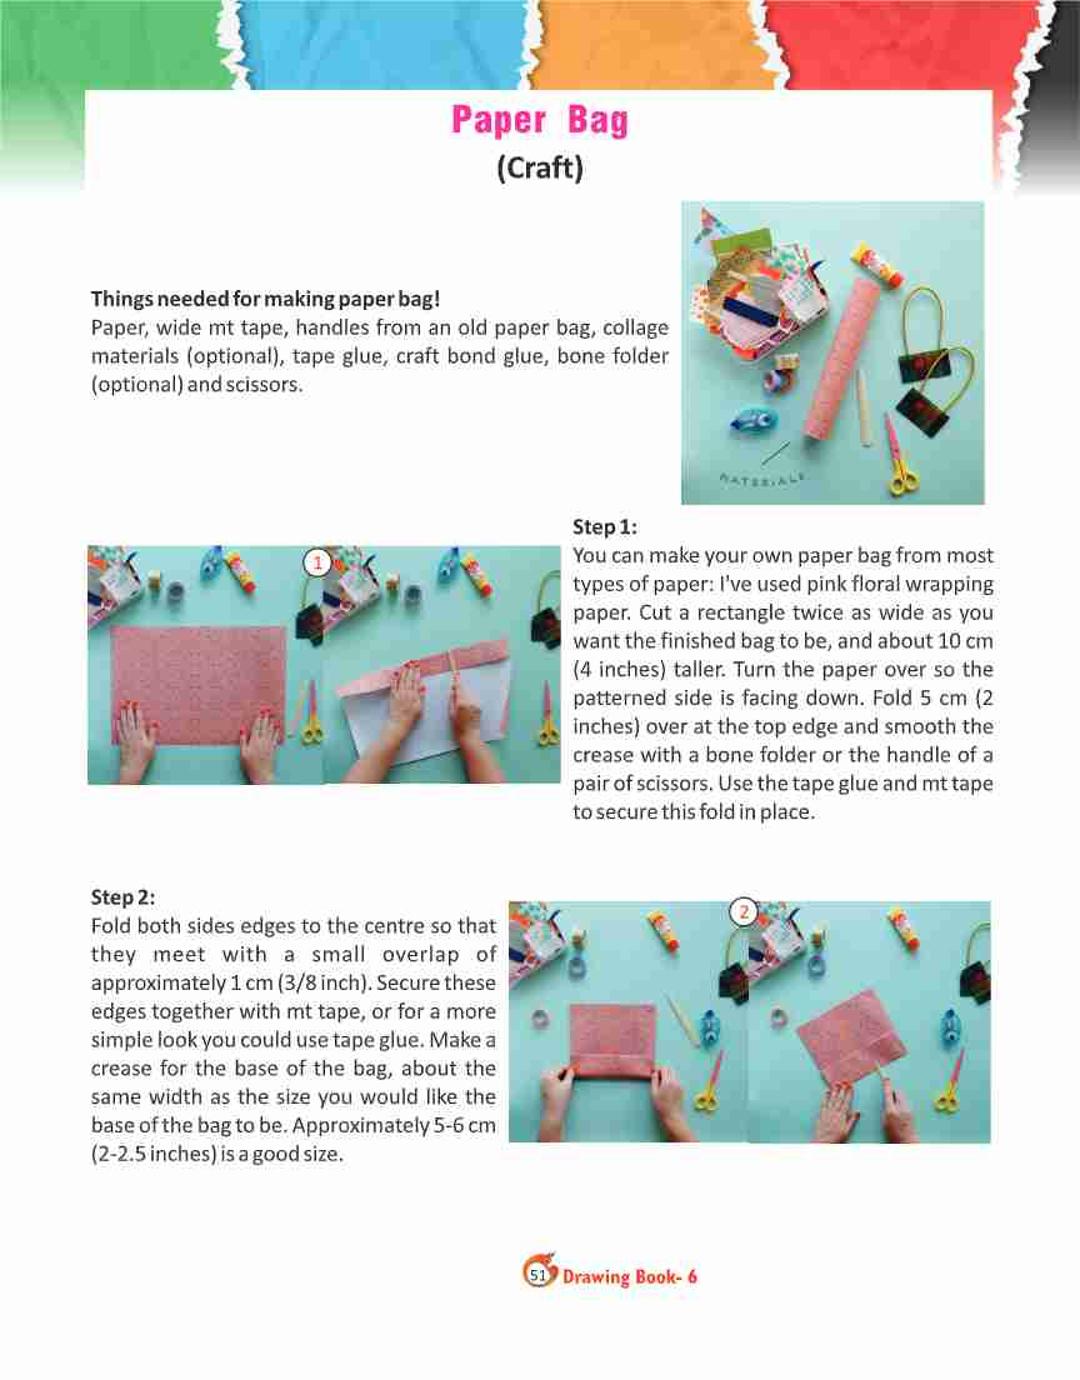 Paper Bag
(Craft)
Things needed for making paper bag!
Paper, wide mt tape, handles from an old paper bag, collage
materials (optional), tape glue, craft bond glue, bone folder
(optional) and scissors.
MATERIALS
Step 1:
You can make your own paper bag from most
types of paper: I've used pink floral wrapping
paper. Cut a rectangle twice as wide as you
want the finished bag to be, and about 10 cm
(4 inches) taller. Turn the paper over so the
patterned side is facing down. Fold 5 cm (2
inches) over at the top edge and smooth the
crease with a bone folder or the handle of a
pair of scissors. Use the tape glue and mt tape
to secure this fold in place.
1
Step 2:
Fold both sides edges to the centre so that
they meet with a small overlap of
approximately 1 cm (3/8 inch). Secure these
edges together with mt tape, or for a more
simple look you could use tape glue. Make a
crease for the base of the bag, about the
same width as the size you would like the
base of the bag to be. Approximately 5-6 cm
(2-2.5 inches) is a good size.
2
51 Drawing Book- 6